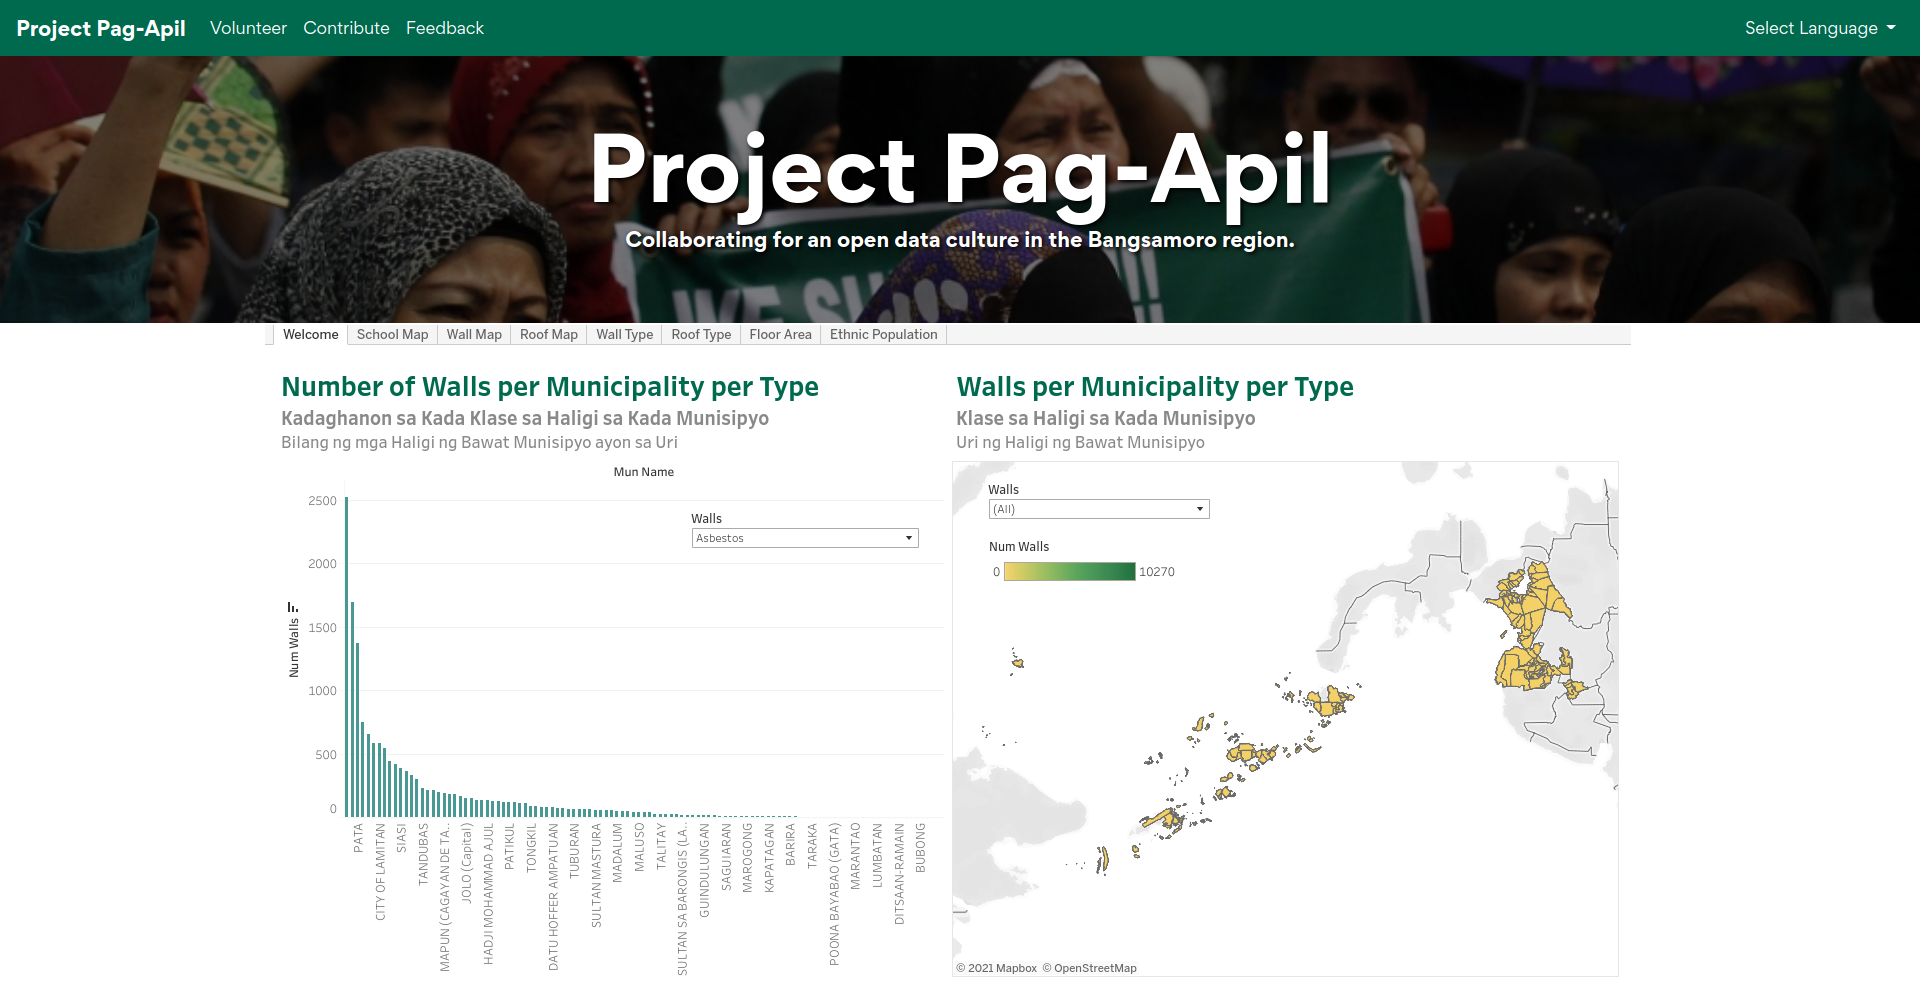 Project Pag-Apil Volunteer Contribute Feedback Select Language
Project Pag-Apil
Collaborating for an open data culture in the Bangsamoro region.
WE
Welcome School Map Wall Map Roof Map Wall Type Roof Type Floor Area Ethnic Population
Number of Walls per Municipality per Type
Kadaghanon sa Kada Klase sa Haligi sa Kada Munisipyo
Bilang ng mga Haligi ng Bawat Munisipyo ayon sa Uri
Mun Name
Walls
Asbestos
Num Walls
2500
2000
1500
1000
500
0
PATA
CITY OF LAMITAN
SIASI
TANDUBAS
MAPUN (CAGAYAN DE TA..
JOLO (Capital)
HADJI MOHAMMAD AJUL
PATIKUL
TONGKIL
DATU HOFFER AMPATUAN
TUBURAN
SULTAN MASTURA
MADALUM
MALUSO
TALITAY
SULTAN SA BARONGIS (LA..
GUINDULUNGAN
SAGUIARAN
MAROGONG
KAPATAGAN
BARIRA
TARAKA
POONA BAYABAO (GATA)
MARANTAO
LUMBATAN
DITSAAN-RAMAIN
BUBONG
Walls per Municipality per Type
Klase sa Haligi sa Kada Munisipyo
Uri ng Haligi ng Bawat Munisipyo
Walls
(All)
Num Walls
0 10270
© 2021 Mapbox © OpenStreetMap